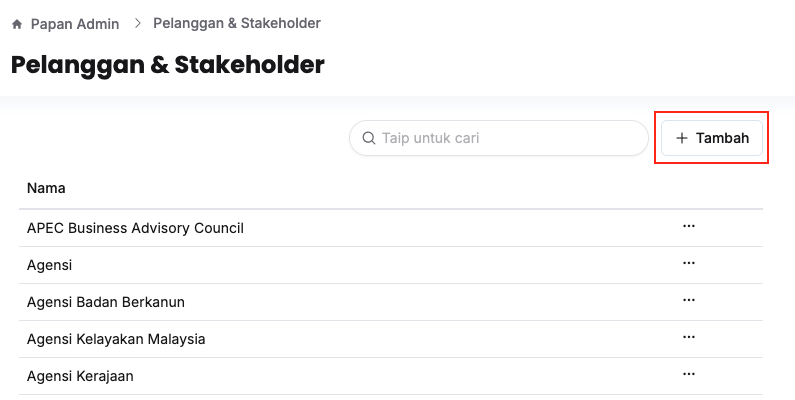 Papan Admin > Pelanggan & Stakeholder
Pelanggan & Stakeholder
Taip untuk cari
+ Tambah
Nama
APEC Business Advisory Council ···
Agensi ···
Agensi Badan Berkanun ···
Agensi Kelayakan Malaysia ···
Agensi Kerajaan ···